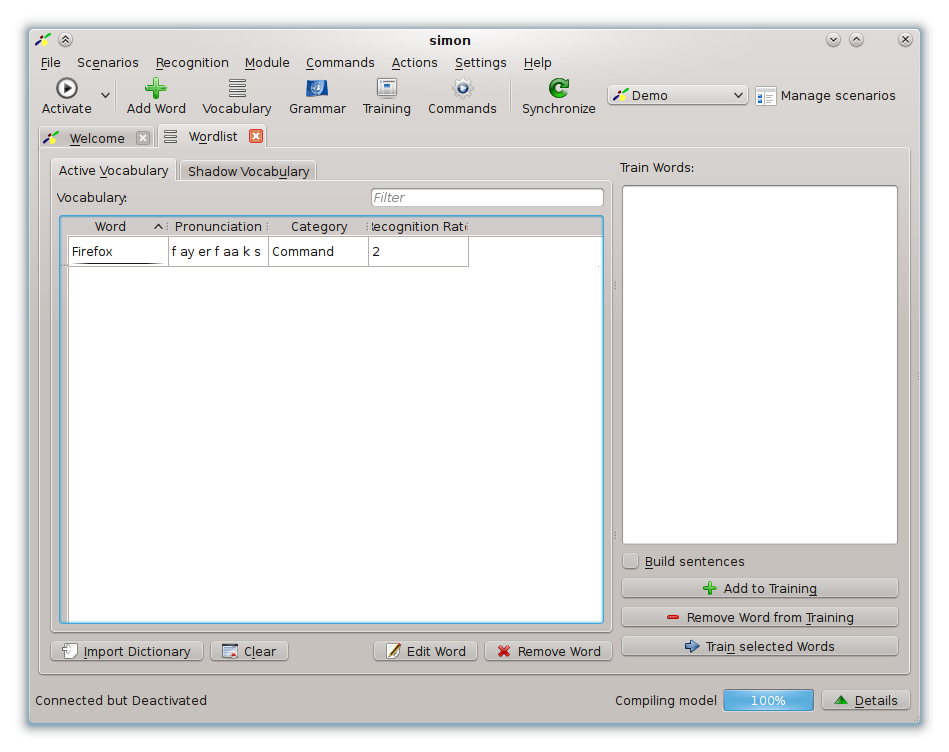 simon
File Scenarios Recognition Module Commands Actions Settings Help
Activate Add Word Vocabulary Grammar Training Commands Synchronize Demo Manage scenarios
Welcome Wordlist
Active Vocabulary Shadow Vocabulary
Train Words:
Vocabulary: Filter
Word Pronunciation Category Recognition Rate
Firefox f ay er f aa k s Command 2
Build sentences
Add to Training
Remove Word from Training
Train selected Words
Import Dictionary Clear Edit Word Remove Word
Connected but Deactivated Compiling model 100% Details